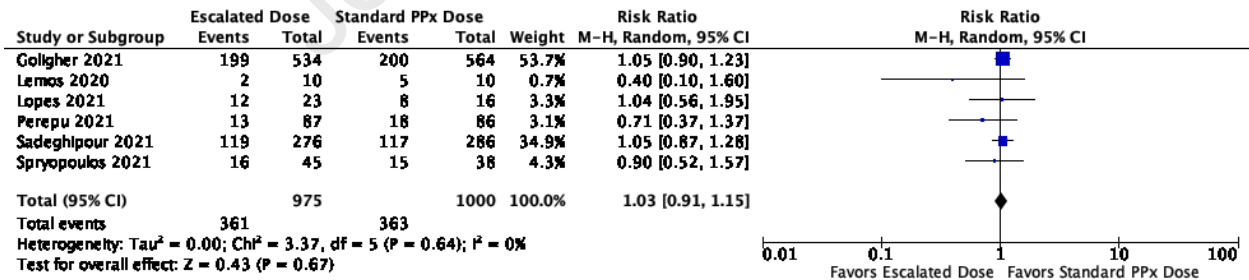 Escalated Dose Standard PPx Dose Risk Ratio Risk Ratio
Study or Subgroup Events Total Events Total Weight M-H, Random, 95% CI M-H, Random, 95% CI
Goligher 2021 199 534 200 564 53.7% 1.05 [0.90, 1.23]
Lemos 2020 2 10 5 10 0.7% 0.40 [0.10, 1.60]
Lopes 2021 12 23 8 16 3.3% 1.04 [0.56, 1.95]
Perepu 2021 13 87 18 86 3.1% 0.71 [0.37, 1.37]
Sadeghipour 2021 119 276 117 286 34.9% 1.05 [0.87, 1.28]
Spryopoulos 2021 16 45 15 38 4.3% 0.90 [0.52, 1.57]
Total (95% CI) 975 1000 100.0% 1.03 [0.91, 1.15]
Total events 361 363
Heterogeneity: Tau² = 0.00; Chi² = 3.37, df = 5 (P = 0.64); I² = 0%
Test for overall effect: Z = 0.43 (P = 0.67)
0.01 0.1 1 10 100
Favors Escalated Dose Favors Standard PPx Dose